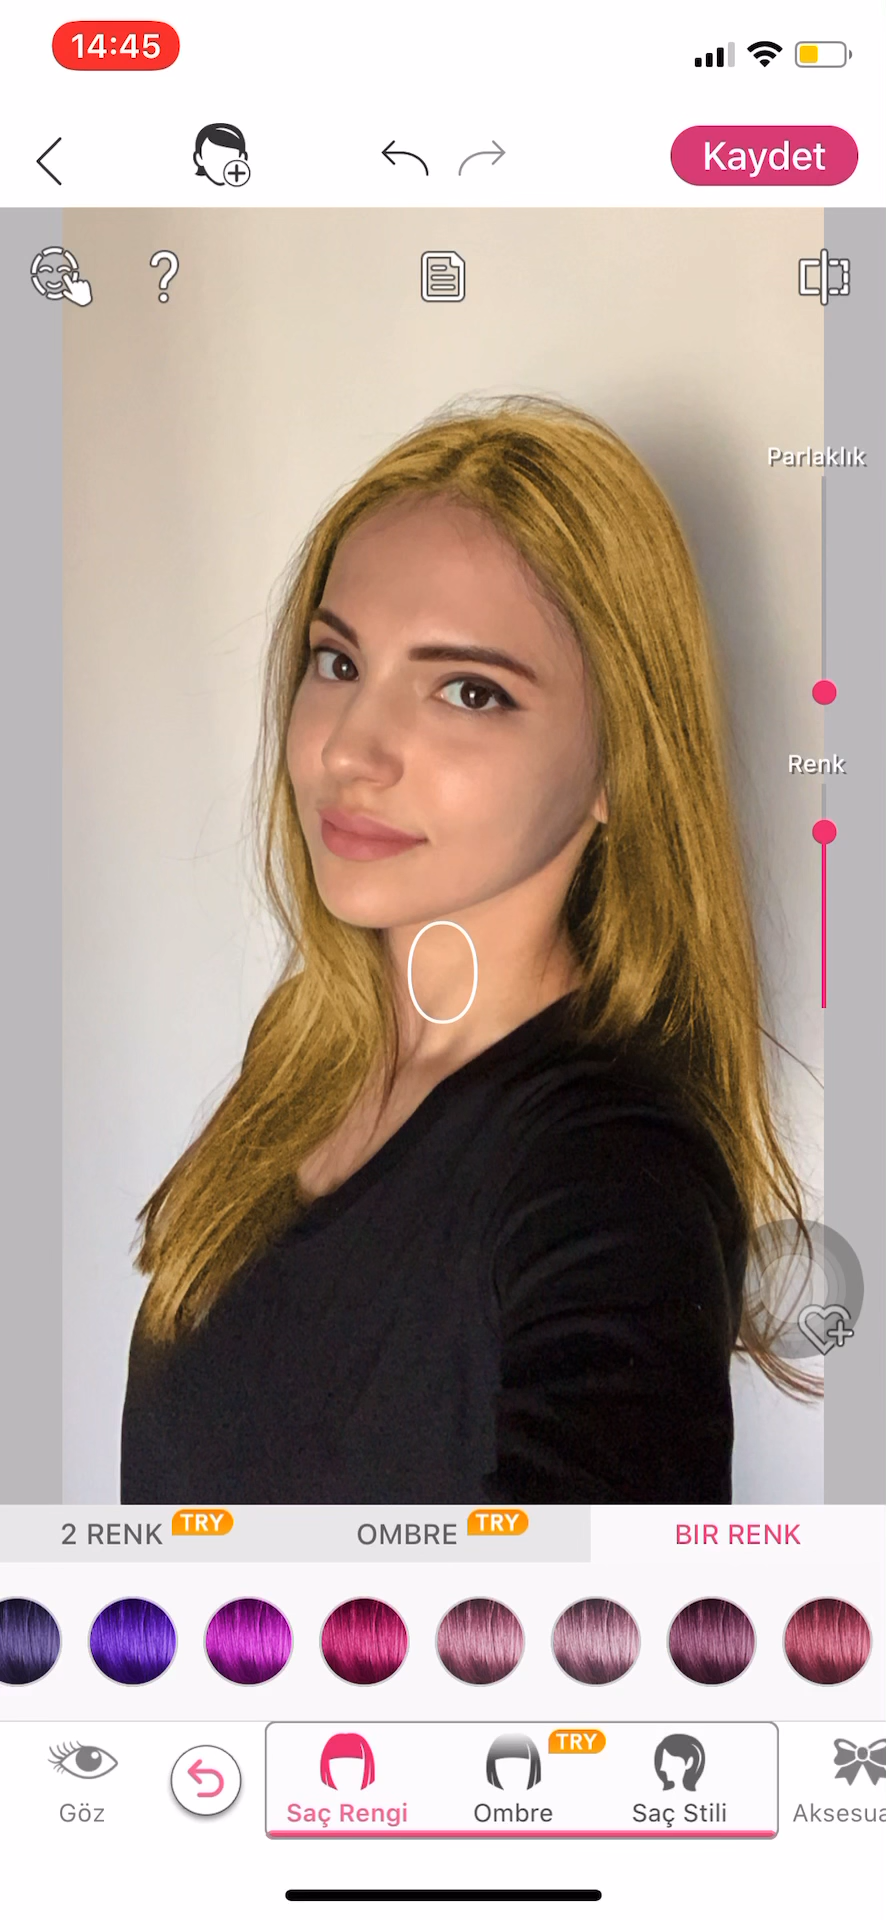 14:45
Kaydet
Parlaklık
Renk
2 RENK TRY
OMBRE TRY
BIR RENK
TRY
Göz
Saç Rengi
Ombre
Saç Stili
Aksesua